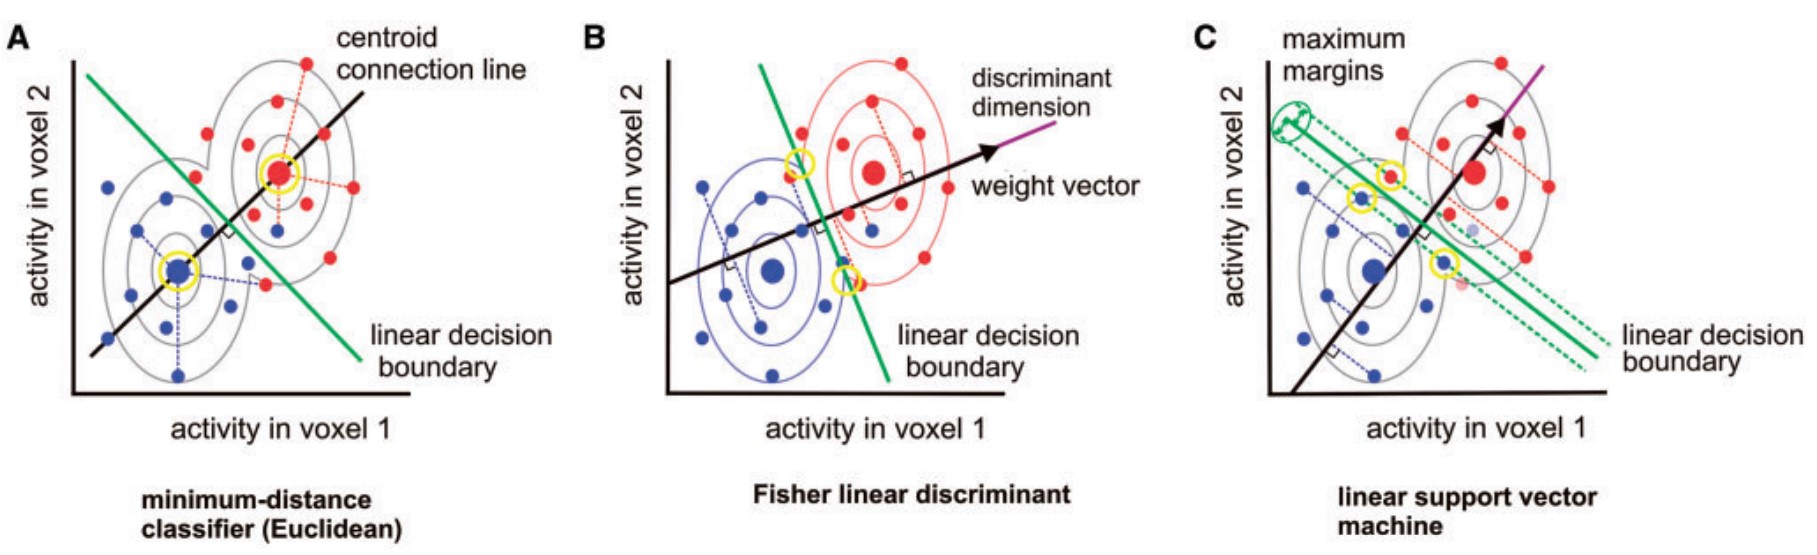 A
centroid
connection line
activity in voxel 2
linear decision
boundary
activity in voxel 1
minimum-distance
classifier (Euclidean)
B
discriminant
dimension
weight vector
activity in voxel 2
linear decision
boundary
activity in voxel 1
Fisher linear discriminant
C
maximum
margins
activity in voxel 2
linear decision
boundary
activity in voxel 1
linear support vector
machine